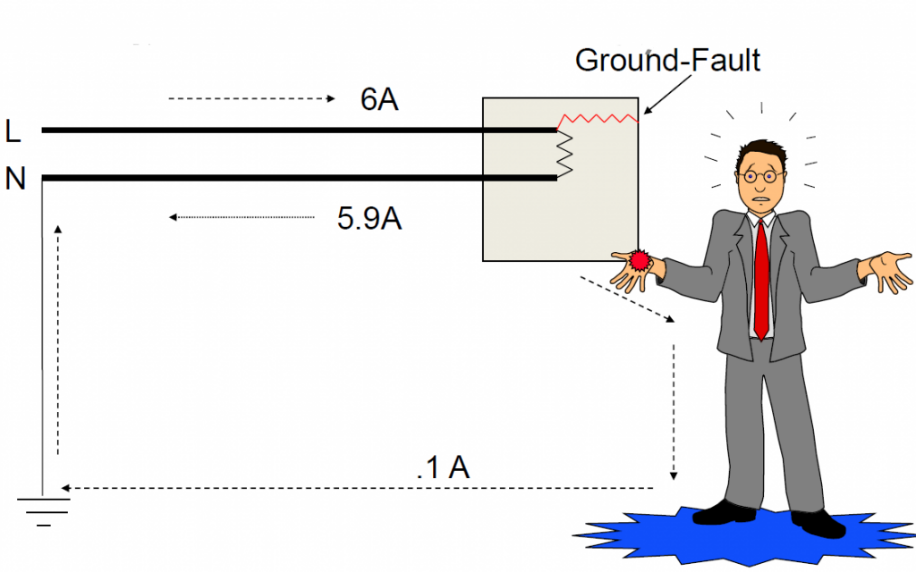 Ground-Fault
6A
L
N
5.9A
.1 A